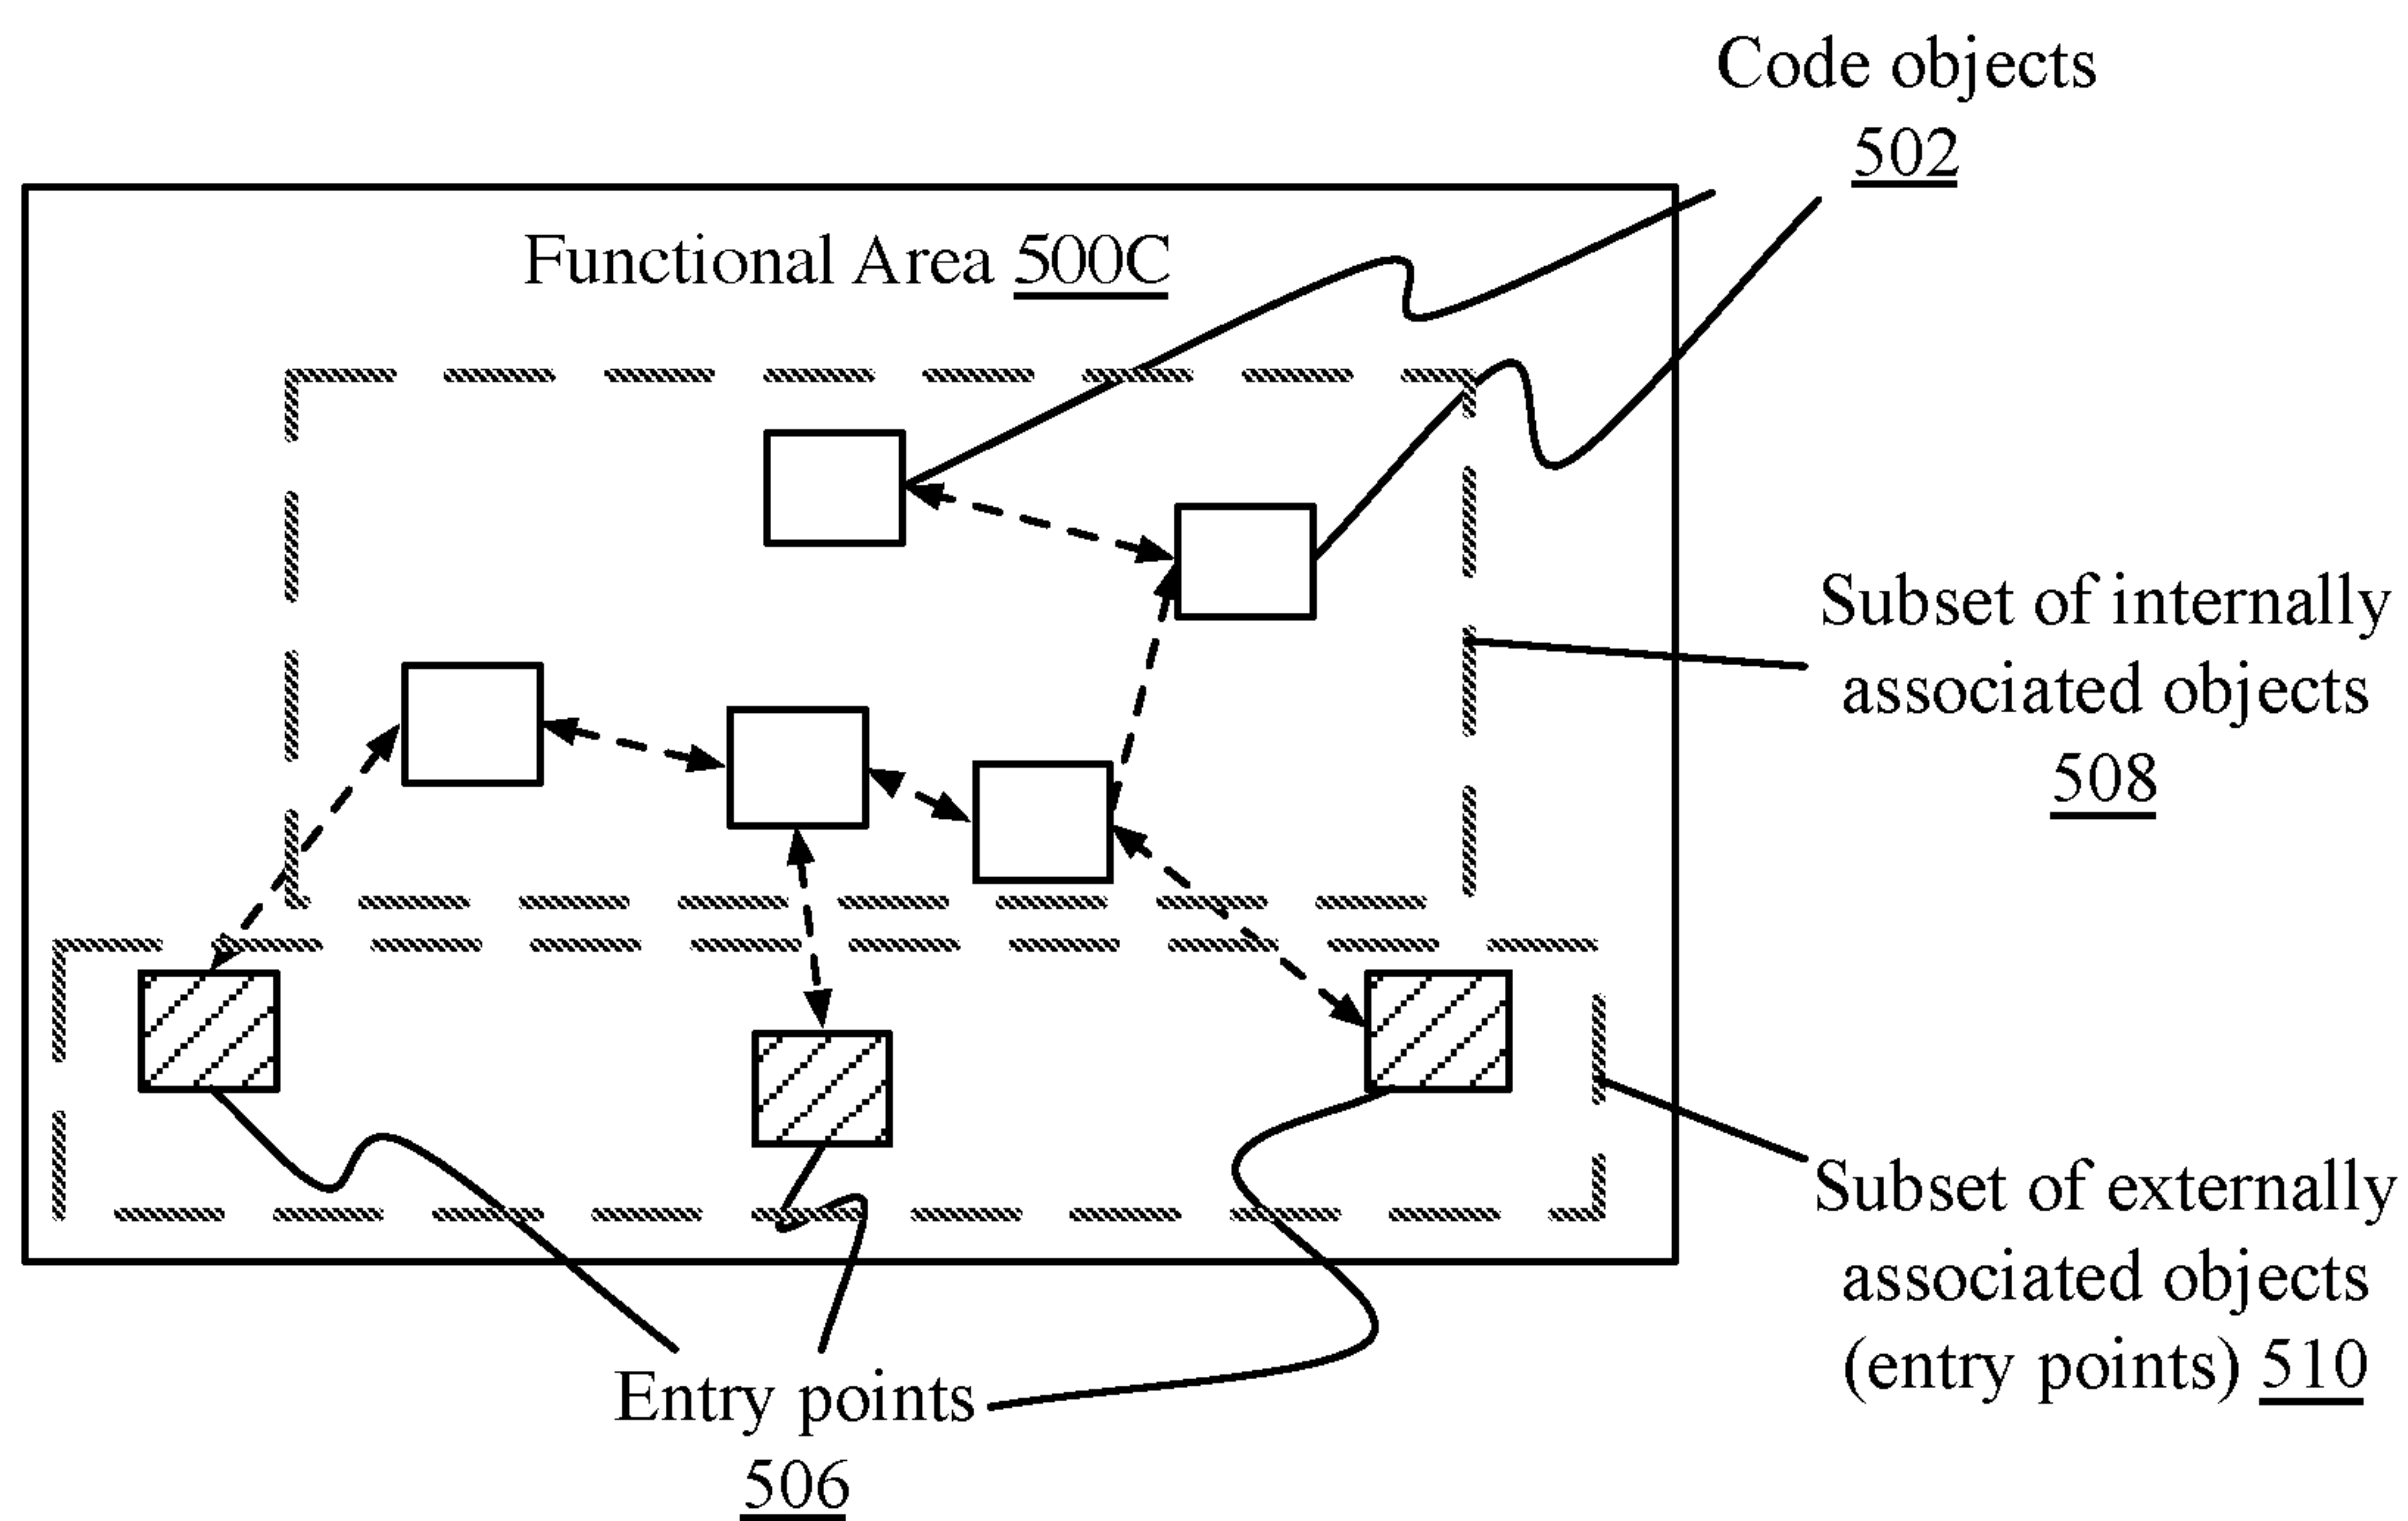 Code objects
502
Functional Area 500C
Subset of internally
associated objects
508
Subset of externally
associated objects
(entry points) 510
Entry points
506